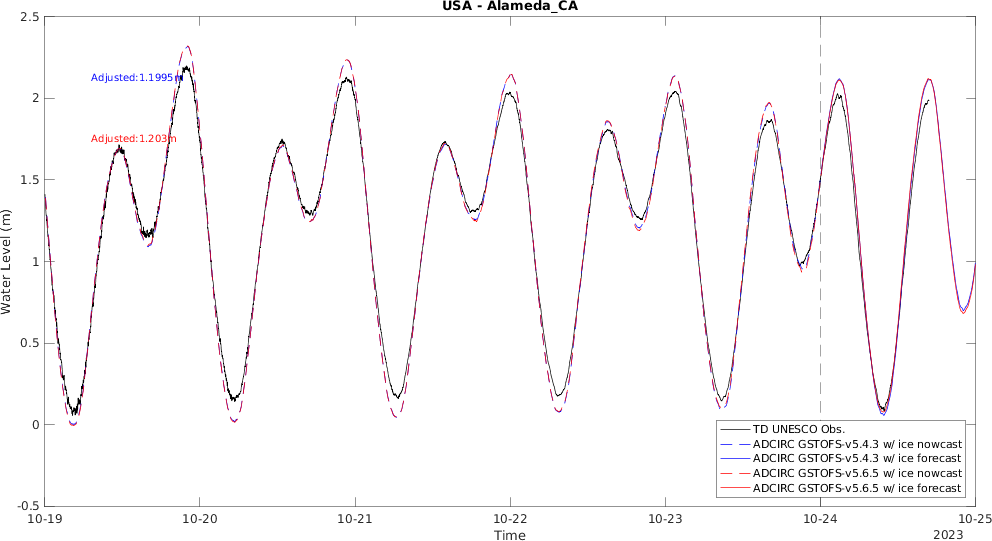 USA - Alameda_CA
2.5
2
1.5
1
0.5
0
-0.5
Water Level (m)
Adjusted:1.1995m
Adjusted:1.203m
TD UNESCO Obs.
ADCIRC GSTOFS-v5.4.3 w/ ice nowcast
ADCIRC GSTOFS-v5.4.3 w/ ice forecast
ADCIRC GSTOFS-v5.6.5 w/ ice nowcast
ADCIRC GSTOFS-v5.6.5 w/ ice forecast
10-19 10-20 10-21 10-22 10-23 10-24 10-25
Time
2023